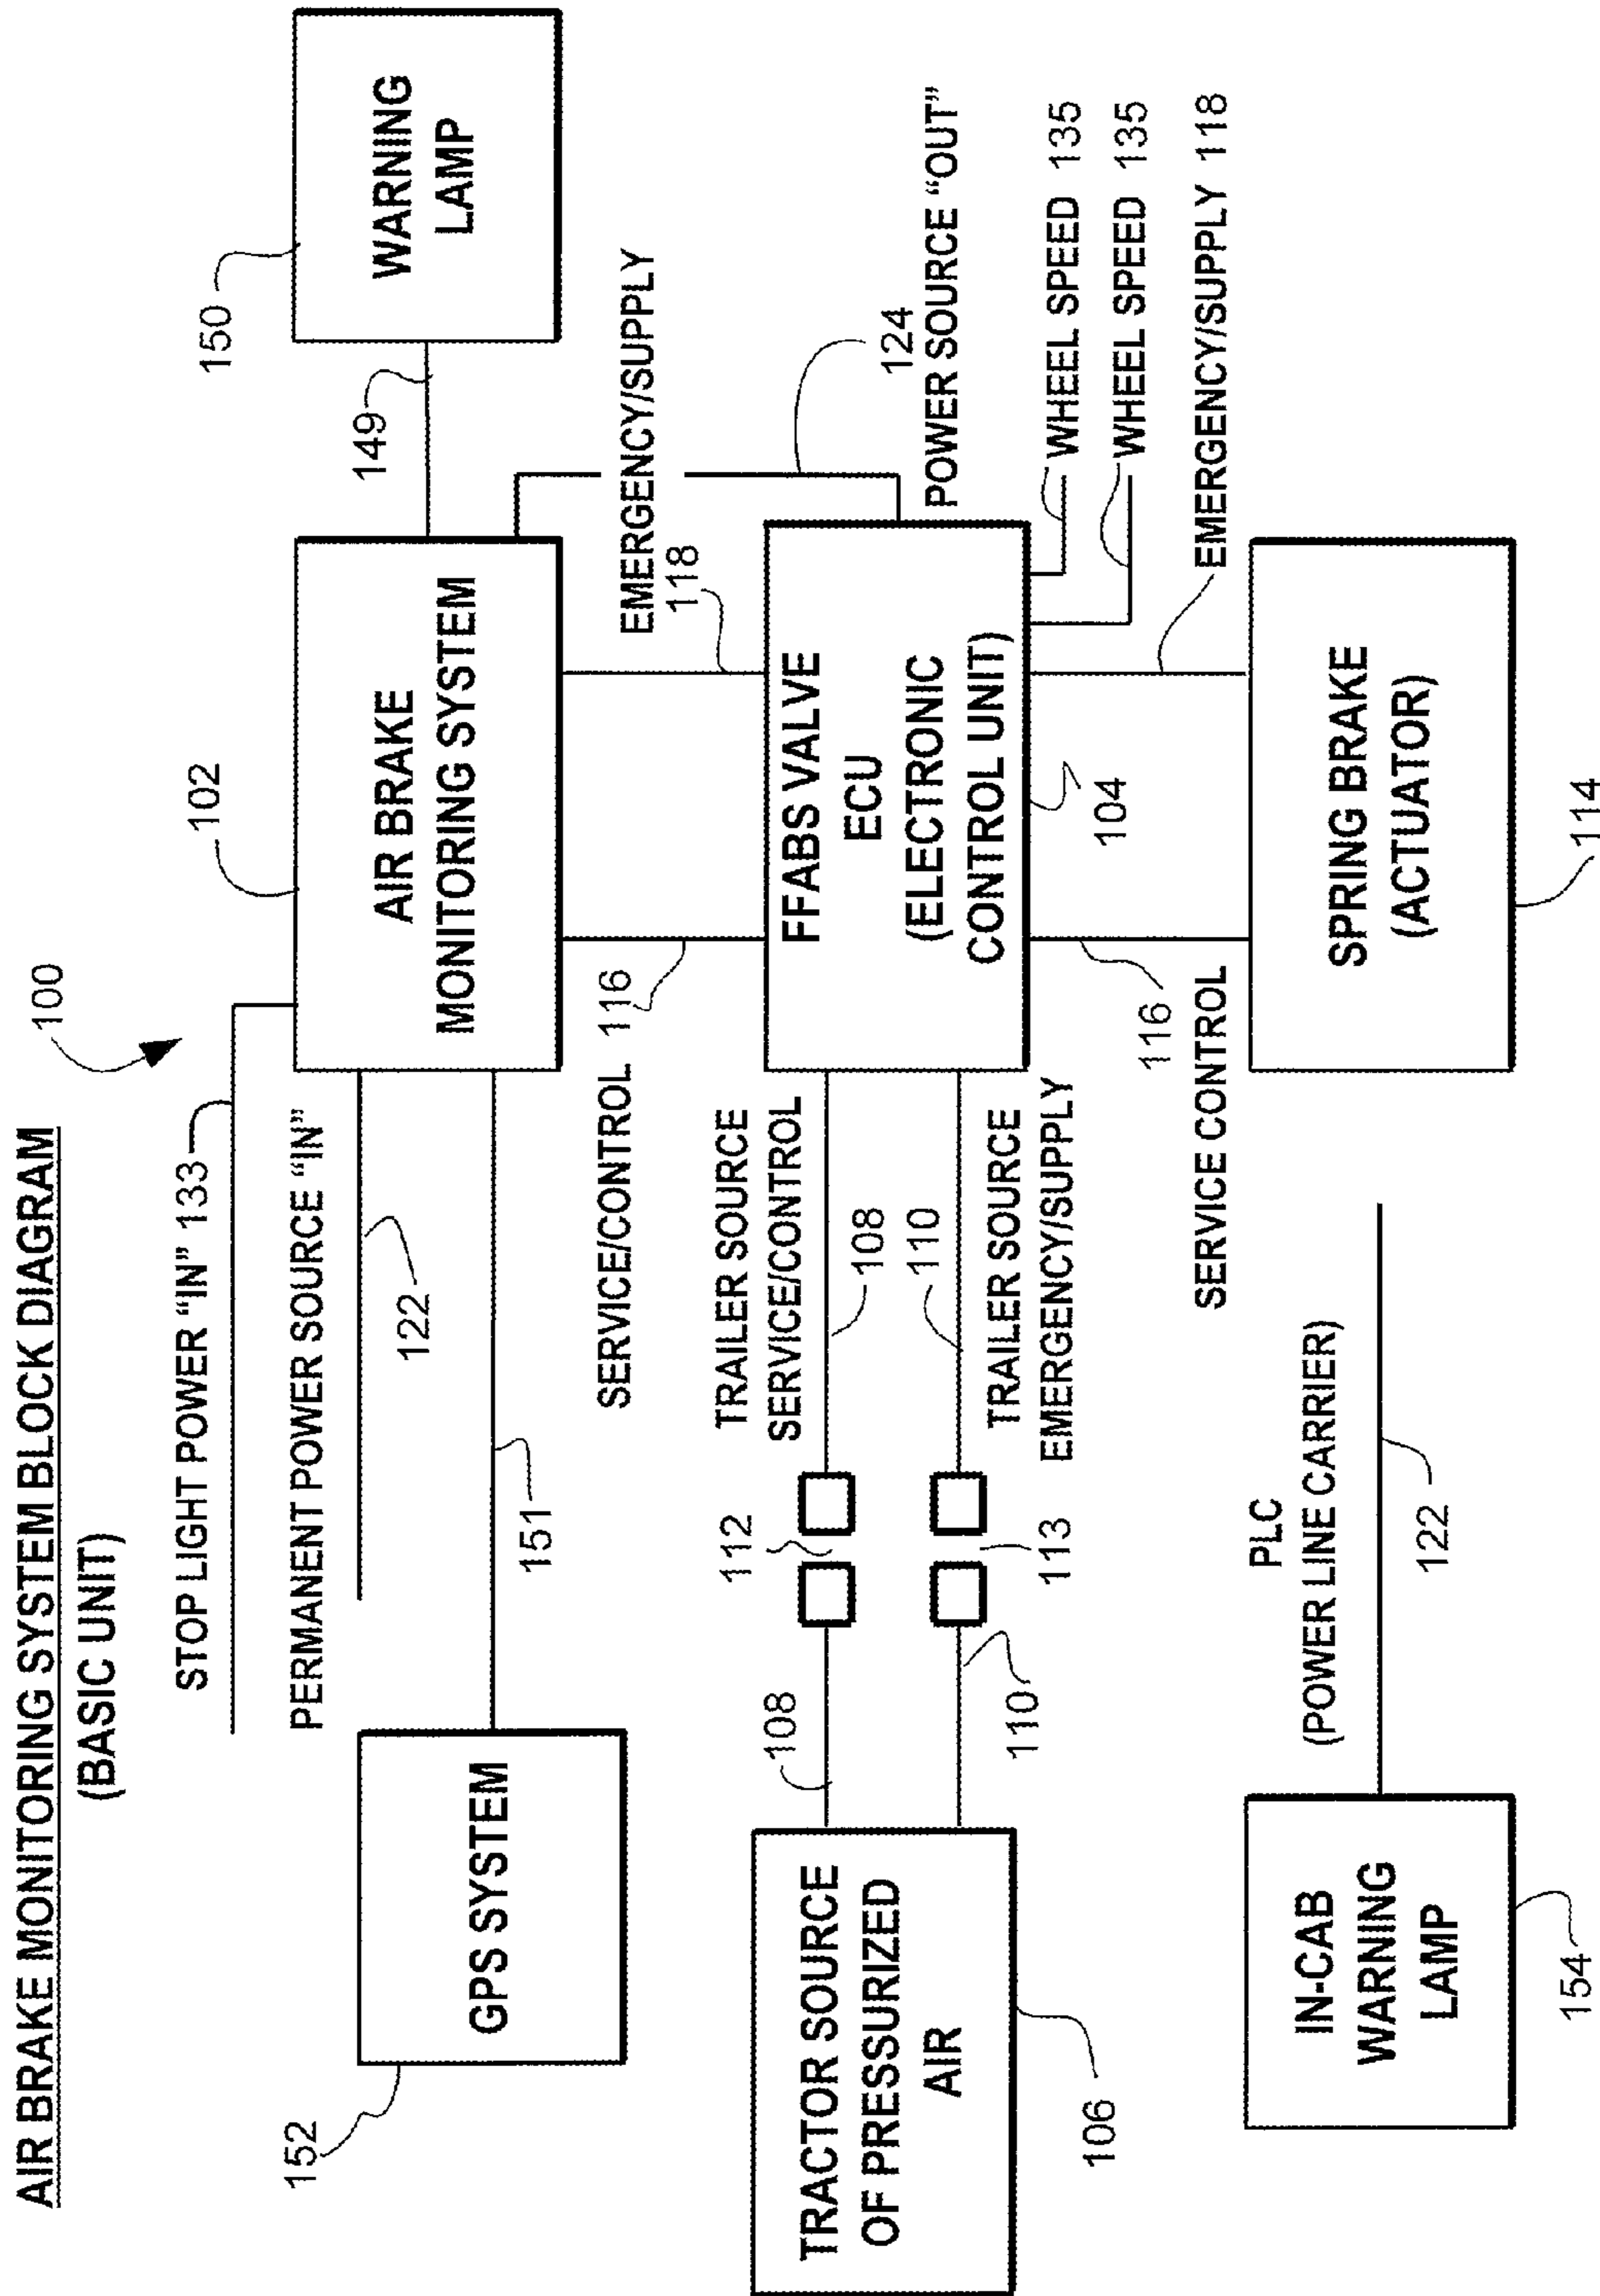 AIR BRAKE MONITORING SYSTEM BLOCK DIAGRAM
(BASIC UNIT)
100
STOP LIGHT POWER "IN" 133
PERMANENT POWER SOURCE "IN"
122
152
GPS SYSTEM
151
102
AIR BRAKE
MONITORING SYSTEM
149
150
WARNING
LAMP
SERVICE/CONTROL 116
EMERGENCY/SUPPLY
118
124
POWER SOURCE "OUT"
TRACTOR SOURCE
OF PRESSURIZED
AIR
106
108
110
112
113
TRAILER SOURCE
SERVICE/CONTROL
108
110
TRAILER SOURCE
EMERGENCY/SUPPLY
FFABS VALVE
ECU
(ELECTRONIC
CONTROL UNIT)
104
WHEEL SPEED 135
WHEEL SPEED 135
EMERGENCY/SUPPLY 118
116
SERVICE CONTROL
PLC
(POWER LINE CARRIER)
122
IN-CAB
WARNING
LAMP
154
SPRING BRAKE
(ACTUATOR)
114